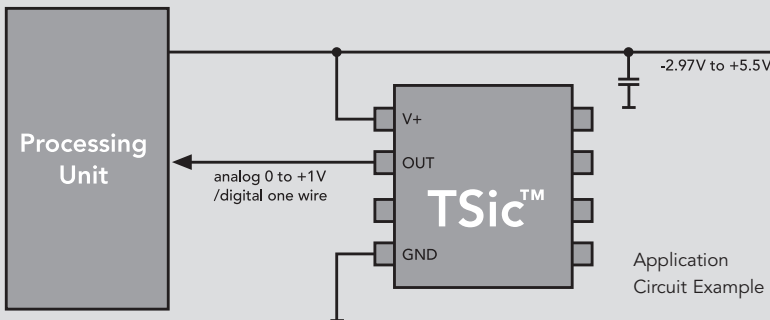 -2.97V to +5.5V
V+
Processing
Unit
OUT
analog 0 to +1V
/digital one wire
TSic™
GND
Application
Circuit Example